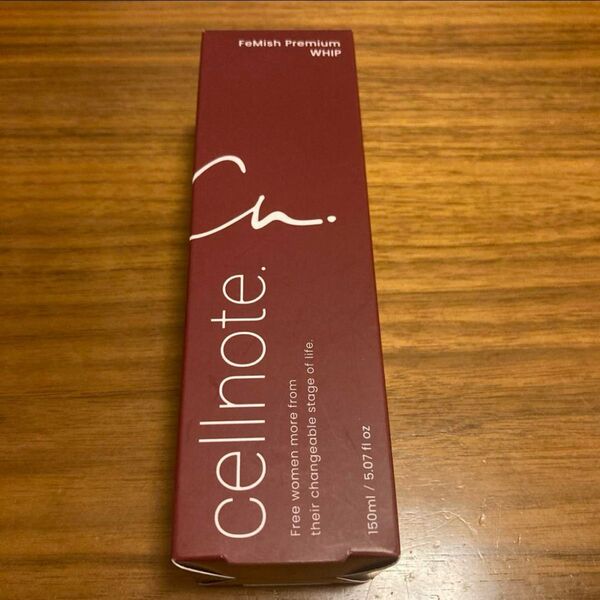 FeMish Premium
WHIP
cn.
cellnote.
Free women more from
their changeable stage of life.
150ml / 5.07 fl oz